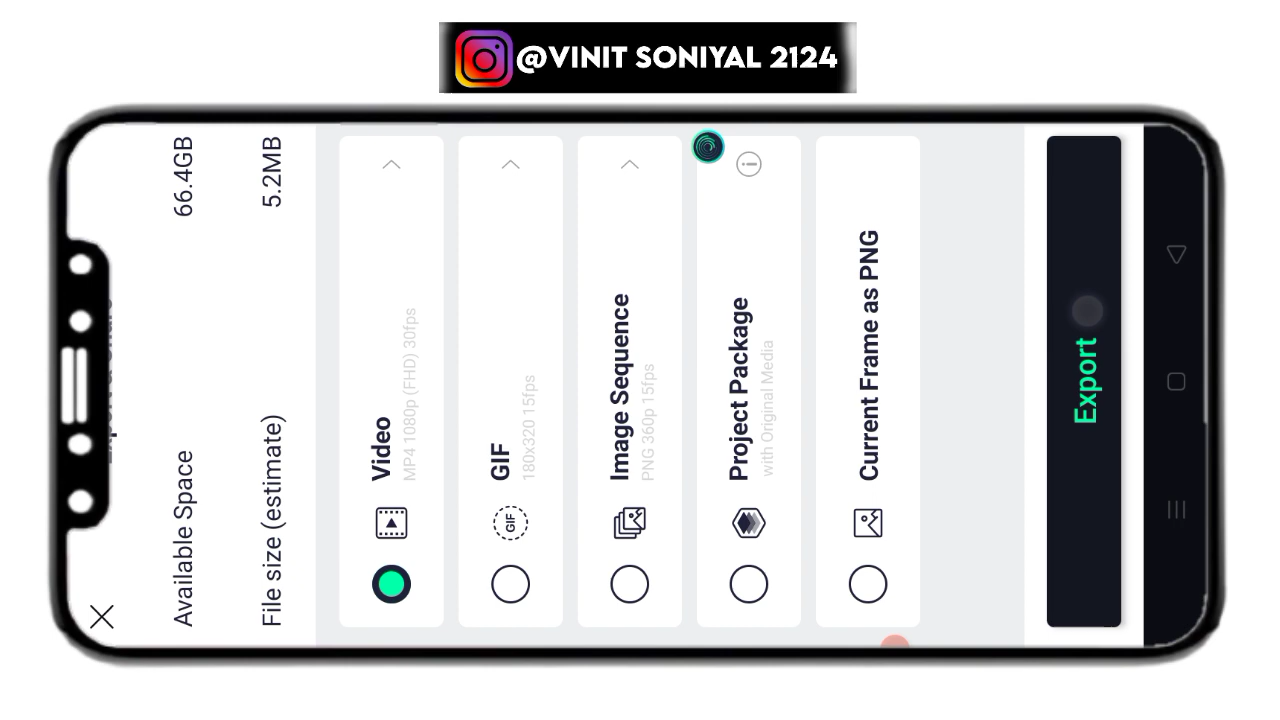 @VINIT SONIYAL 2124
Available Space 66.4GB
File size (estimate) 5.2MB
Video
MP4 1080p (FHD) 30fps
GIF
GIF
180x320 15fps
Image Sequence
PNG 360p 15fps
Project Package
with Original Media
Current Frame as PNG
Export